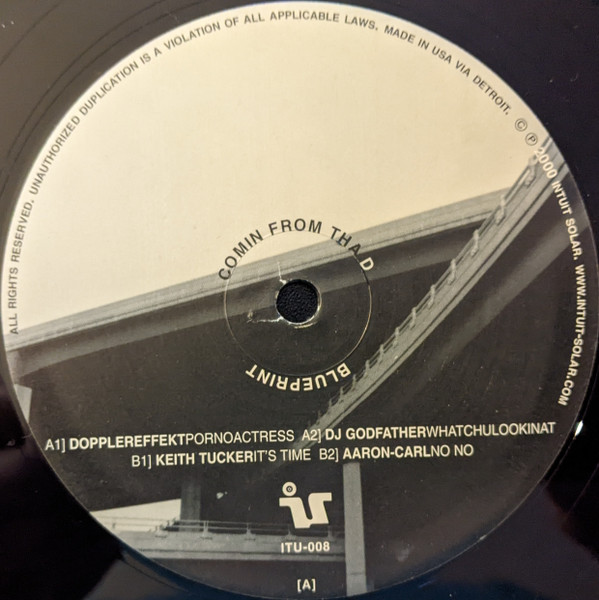 ALL RIGHTS RESERVED. UNAUTHORIZED DUPLICATION IS A VIOLATION OF ALL APPLICABLE LAWS. MADE IN USA VIA DETROIT. © ℗ 2000 INTUIT SOLAR. WWW.INTUIT-SOLAR.COM
COMIN FROM THA D
BLUEPRINT
A1] DOPPLEREFFEKTPORNOACTRESS A2] DJ GODFATHERWHATCHULOOKINAT
B1] KEITH TUCKERIT'S TIME B2] AARON-CARLNO NO
IS
ITU-008
[A]